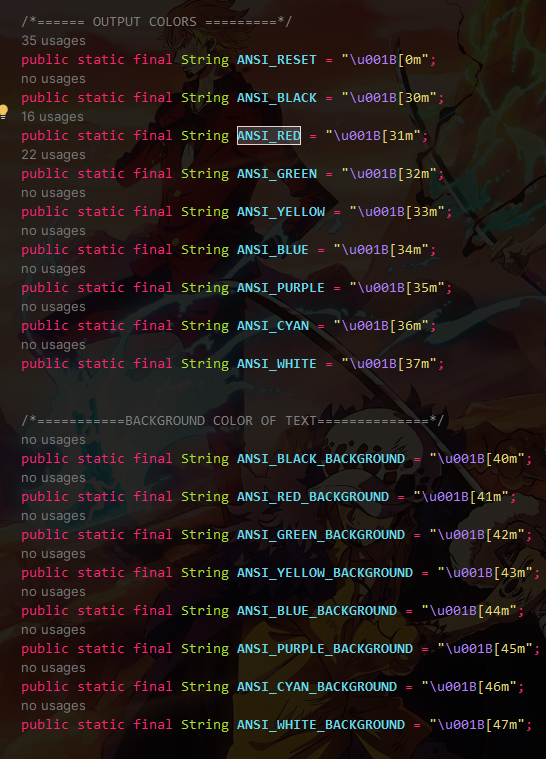 /*====== OUTPUT COLORS =========*/
35 usages
public static final String ANSI_RESET = "\u001B[0m";
no usages
public static final String ANSI_BLACK = "\u001B[30m";
16 usages
public static final String ANSI_RED = "\u001B[31m";
22 usages
public static final String ANSI_GREEN = "\u001B[32m";
no usages
public static final String ANSI_YELLOW = "\u001B[33m";
no usages
public static final String ANSI_BLUE = "\u001B[34m";
no usages
public static final String ANSI_PURPLE = "\u001B[35m";
no usages
public static final String ANSI_CYAN = "\u001B[36m";
no usages
public static final String ANSI_WHITE = "\u001B[37m";
/*===========BACKGROUND COLOR OF TEXT==============*/
no usages
public static final String ANSI_BLACK_BACKGROUND = "\u001B[40m";
no usages
public static final String ANSI_RED_BACKGROUND = "\u001B[41m";
no usages
public static final String ANSI_GREEN_BACKGROUND = "\u001B[42m";
no usages
public static final String ANSI_YELLOW_BACKGROUND = "\u001B[43m";
no usages
public static final String ANSI_BLUE_BACKGROUND = "\u001B[44m";
no usages
public static final String ANSI_PURPLE_BACKGROUND = "\u001B[45m";
no usages
public static final String ANSI_CYAN_BACKGROUND = "\u001B[46m";
no usages
public static final String ANSI_WHITE_BACKGROUND = "\u001B[47m";